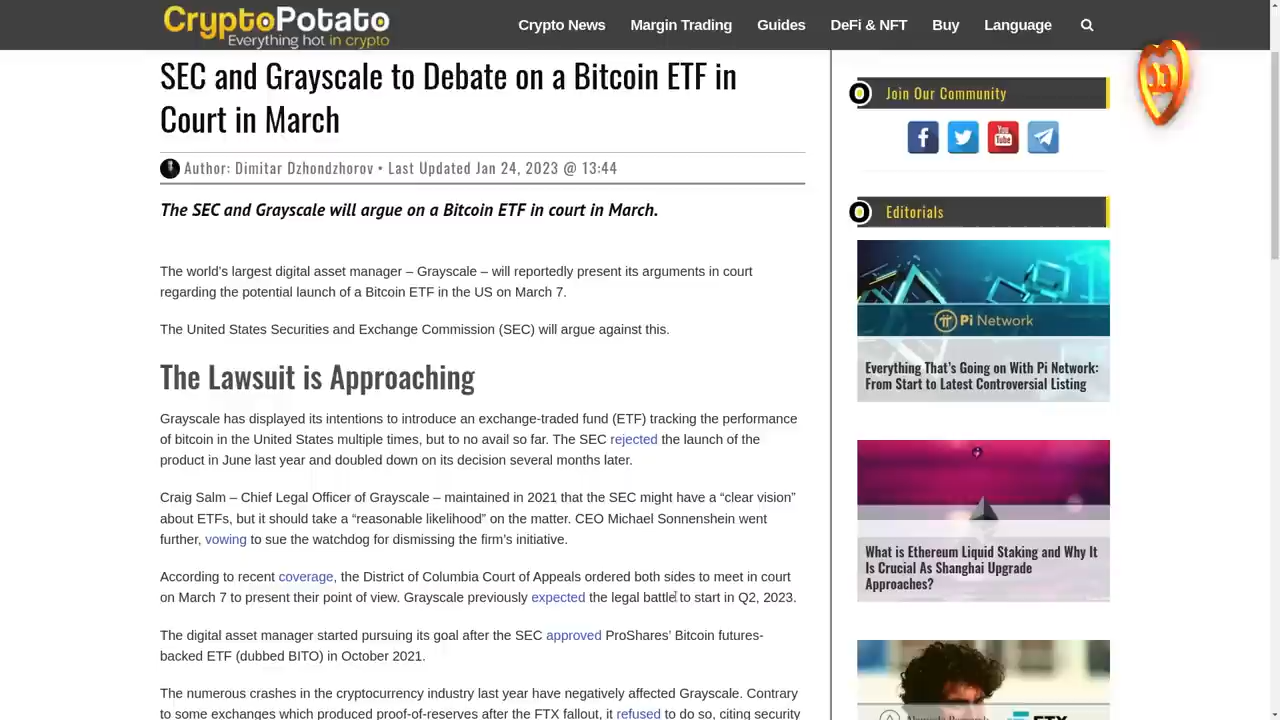 CryptoPotato
Everything hot in crypto
Crypto News Margin Trading Guides DeFi & NFT Buy Language
SEC and Grayscale to Debate on a Bitcoin ETF in
Court in March
Author: Dimitar Dzhondzhorov • Last Updated Jan 24, 2023 @ 13:44
The SEC and Grayscale will argue on a Bitcoin ETF in court in March.
The world's largest digital asset manager – Grayscale – will reportedly present its arguments in court
regarding the potential launch of a Bitcoin ETF in the US on March 7.
The United States Securities and Exchange Commission (SEC) will argue against this.
The Lawsuit is Approaching
Grayscale has displayed its intentions to introduce an exchange-traded fund (ETF) tracking the performance
of bitcoin in the United States multiple times, but to no avail so far. The SEC rejected the launch of the
product in June last year and doubled down on its decision several months later.
Craig Salm – Chief Legal Officer of Grayscale – maintained in 2021 that the SEC might have a “clear vision”
about ETFs, but it should take a “reasonable likelihood” on the matter. CEO Michael Sonnenshein went
further, vowing to sue the watchdog for dismissing the firm's initiative.
According to recent coverage, the District of Columbia Court of Appeals ordered both sides to meet in court
on March 7 to present their point of view. Grayscale previously expected the legal battle to start in Q2, 2023.
The digital asset manager started pursuing its goal after the SEC approved ProShares' Bitcoin futures-
backed ETF (dubbed BITO) in October 2021.
The numerous crashes in the cryptocurrency industry last year have negatively affected Grayscale. Contrary
to some exchanges which produced proof-of-reserves after the FTX fallout, it refused to do so, citing security
Join Our Community
You
Tube
Editorials
Pi Network
Everything That's Going on With Pi Network:
From Start to Latest Controversial Listing
What is Ethereum Liquid Staking and Why It
Is Crucial As Shanghai Upgrade
Approaches?
FTX